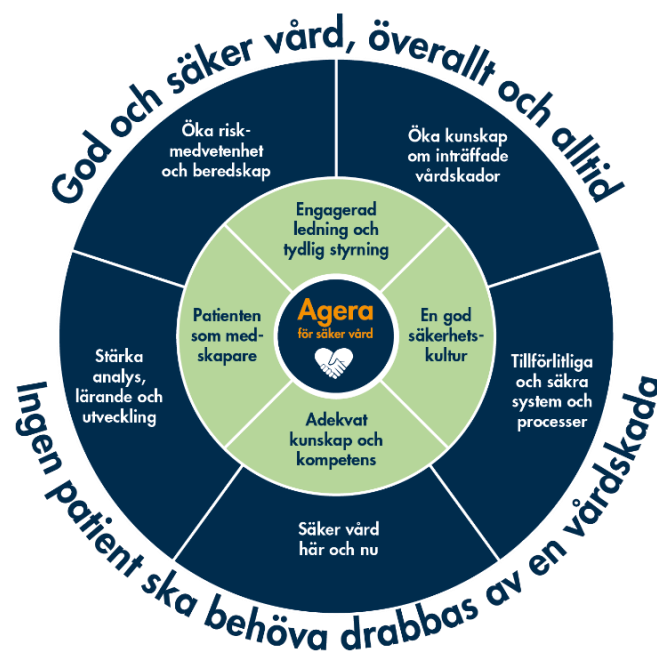 God och säker vård, överallt och alltid
Öka risk-
medvetenhet
och beredskap
Öka kunskap
om inträffade
vårdskador
Engagerad
ledning och
tydlig styrning
Patienten
som med-
skapare
Agera
för säker vård
En god
säkerhets-
kultur
Stärka
analys,
lärande och
utveckling
Tillförlitliga
och säkra
system och
processer
Adekvat
kunskap och
kompetens
Säker vård
här och nu
Ingen patient ska behöva drabbas av en vårdskada